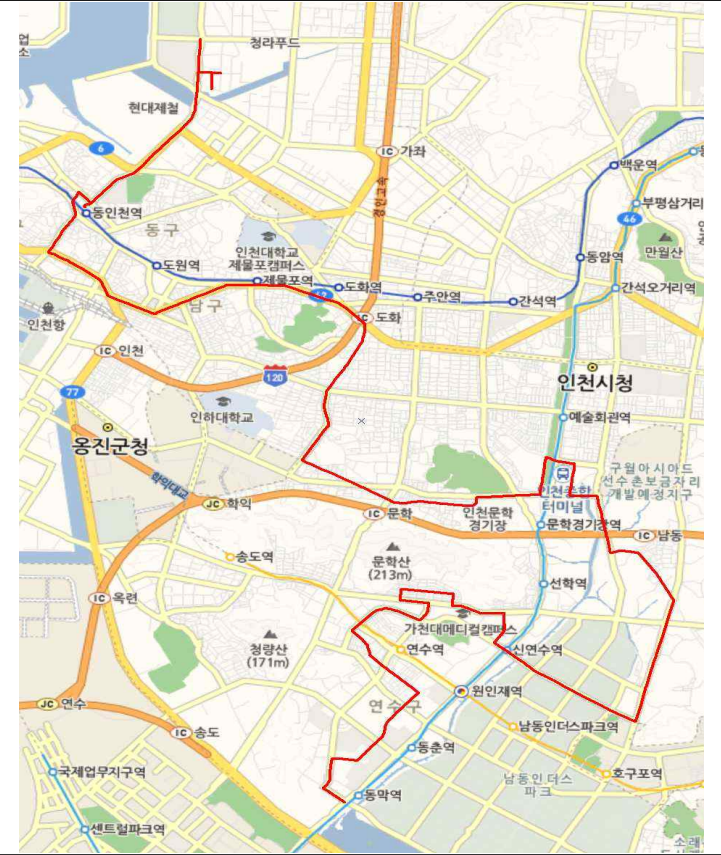 업
소
청라푸드
현대제철
6
IC 가좌
경인고속
백운역
부평삼거리
46
만월산
동인천역
동구
인천대학교
제물포캠퍼스
도원역
제물포역
도화역
주안역
간석역
동암역
간석오거리역
남구
IC 도화
인천항
IC 인천
120
77
인천시청
인하대학교
예술회관역
옹진군청
학익대교
JC 학익
IC 문학
인천문학
경기장
인천종합
터미널
구월아시아드
선수촌보금자리
개발예정지구
문학경기장역
IC 남동
송도역
문학산
(213m)
선학역
IC 옥련
가천대메디컬캠퍼스
청량산
(171m)
연수역
신연수역
JC 연수
연수구
원인재역
IC 송도
남동인더스파크역
동춘역
국제업무지구역
남동인더스
파크
호구포역
동막역
센트럴파크역
소래